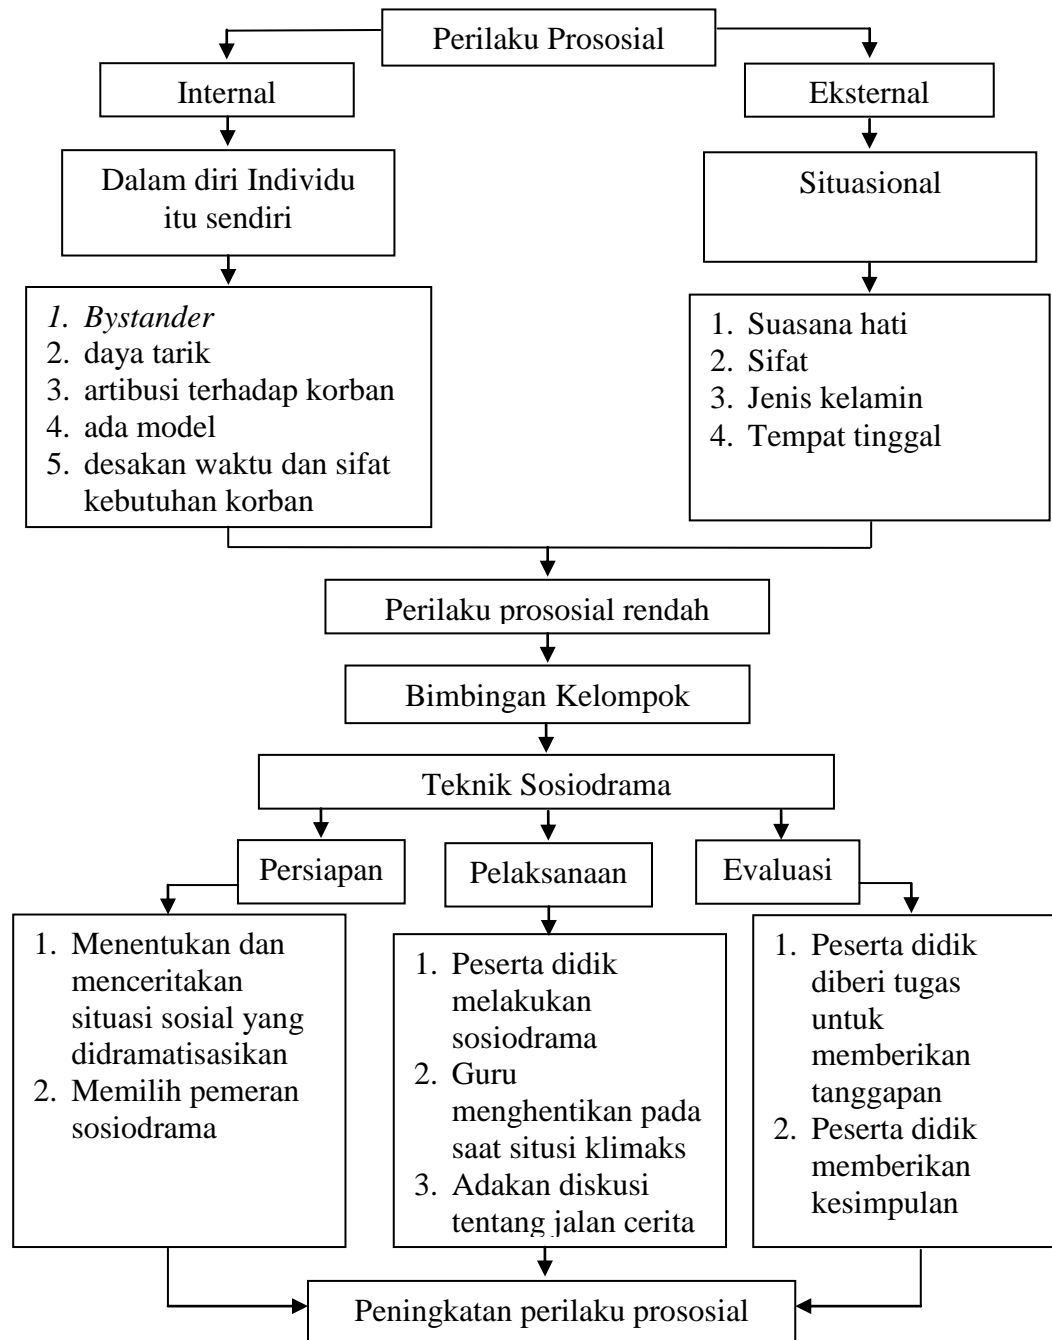 Perilaku Prososial
Internal
Eksternal
Dalam diri Individu
itu sendiri
Situasional
1. Bystander
2. daya tarik
3. artibusi terhadap korban
4. ada model
5. desakan waktu dan sifat
kebutuhan korban
1. Suasana hati
2. Sifat
3. Jenis kelamin
4. Tempat tinggal
Perilaku prososial rendah
Bimbingan Kelompok
Teknik Sosiodrama
Persiapan
Pelaksanaan
Evaluasi
1. Menentukan dan
menceritakan
situasi sosial yang
didramatisasikan
2. Memilih pemeran
sosiodrama
1. Peserta didik
melakukan
sosiodrama
2. Guru
menghentikan pada
saat situsi klimaks
3. Adakan diskusi
tentang jalan cerita
1. Peserta didik
diberi tugas
untuk
memberikan
tanggapan
2. Peserta didik
memberikan
kesimpulan
Peningkatan perilaku prososial